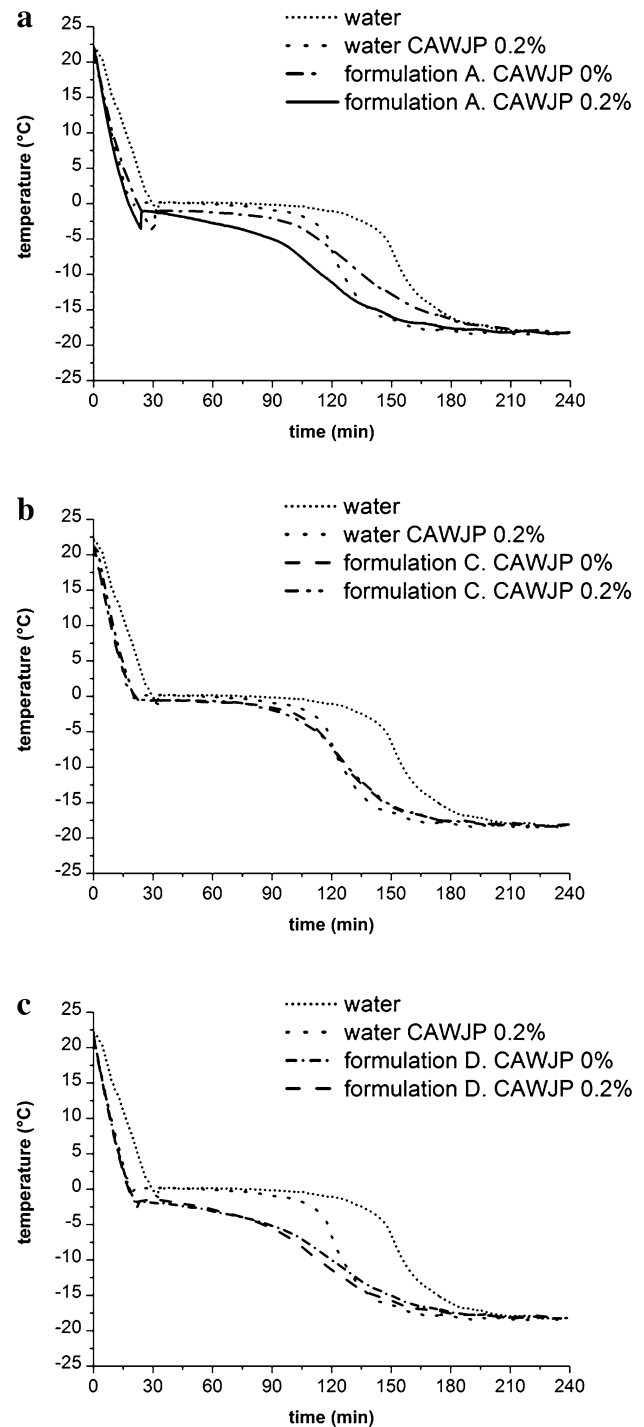 a
water
water CAWJP 0.2%
formulation A. CAWJP 0%
formulation A. CAWJP 0.2%
temperature (°C)
25
20
15
10
5
0
-5
-10
-15
-20
-25
0 30 60 90 120 150 180 210 240
time (min)
b
water
water CAWJP 0.2%
formulation C. CAWJP 0%
formulation C. CAWJP 0.2%
temperature (°C)
25
20
15
10
5
0
-5
-10
-15
-20
-25
0 30 60 90 120 150 180 210 240
time (min)
c
water
water CAWJP 0.2%
formulation D. CAWJP 0%
formulation D. CAWJP 0.2%
temperature (°C)
25
20
15
10
5
0
-5
-10
-15
-20
-25
0 30 60 90 120 150 180 210 240
time (min)